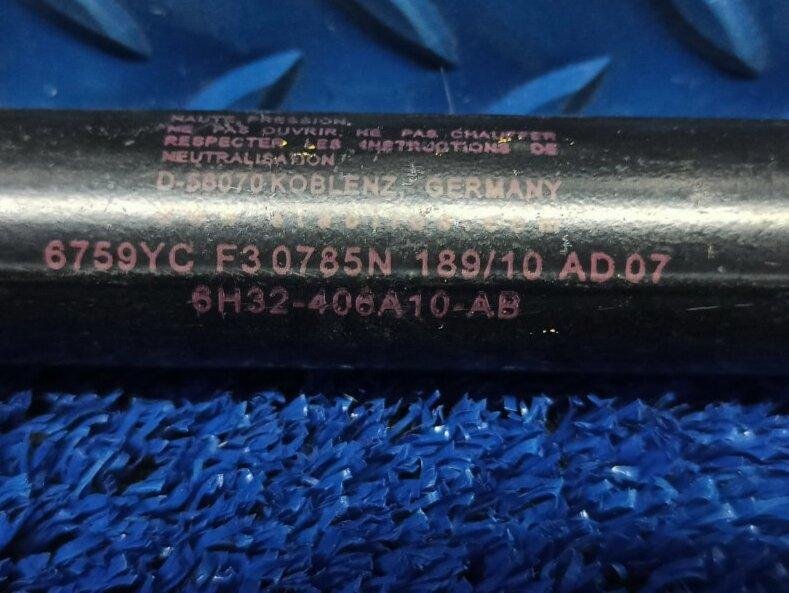 HAUTE PRESSION.
NE PAS OUVRIR. NE PAS CHAUFFER
RESPECTER LES INSTRUCTIONS DE
NEUTRALISATION
D-56070 KOBLENZ, GERMANY
6759YC F3 0785N 189/10 AD 07
6H32-406A10-AB